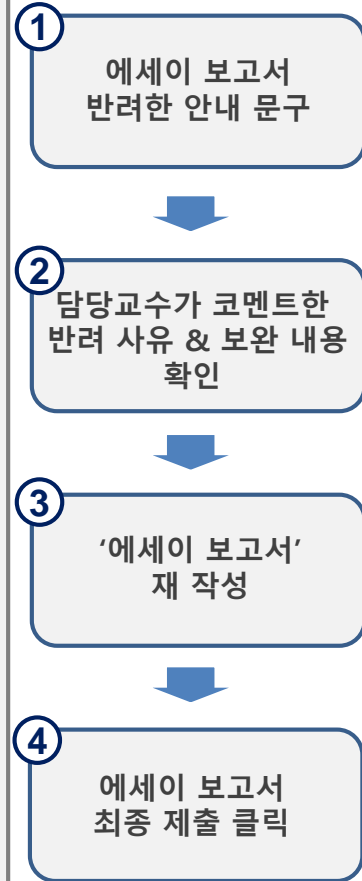 1
에세이 보고서
반려한 안내 문구
2
담당교수가 코멘트한
반려 사유 & 보완 내용
확인
3
‘에세이 보고서’
재 작성
4
에세이 보고서
최종 제출 클릭